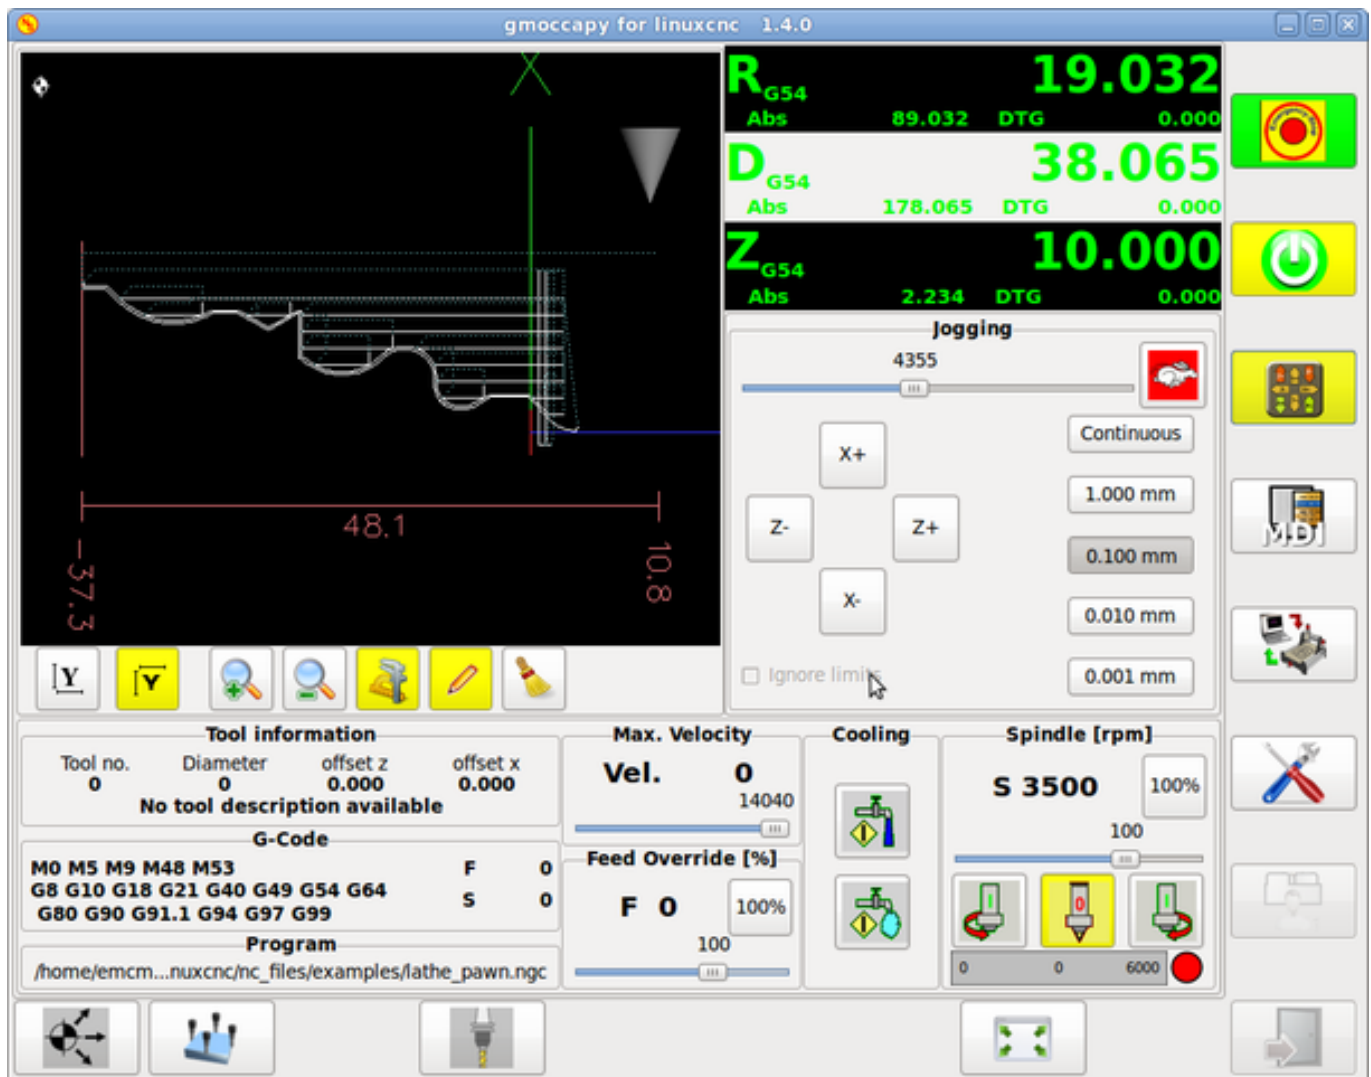 gmoccapy for linuxcnc 1.4.0
X
48.1
-37.3
10.8
R G54 19.032
Abs 89.032 DTG 0.000
D G54 38.065
Abs 178.065 DTG 0.000
Z G54 10.000
Abs 2.234 DTG 0.000
Jogging
4355
Continuous
X+
1.000 mm
Z- Z+
0.100 mm
X-
0.010 mm
Ignore limits
0.001 mm
Y Y
MDI
Tool information
Tool no. Diameter offset z offset x
0 0 0.000 0.000
No tool description available
G-Code
M0 M5 M9 M48 M53 F 0
G8 G10 G18 G21 G40 G49 G54 G64 S 0
G80 G90 G91.1 G94 G97 G99
Program
/home/emcm...nuxcnc/nc_files/examples/lathe_pawn.ngc
Max. Velocity
Vel. 0
14040
Feed Override [%]
F 0 100%
100
Cooling
Spindle [rpm]
S 3500 100%
100
0 0 6000